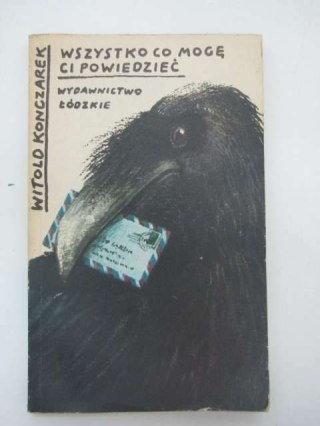 WITOLD KONCZAREK
WSZYSTKO CO MOGĘ
CI POWIEDZIEĆ
WYDAWNICTWO
ŁÓDZKIE